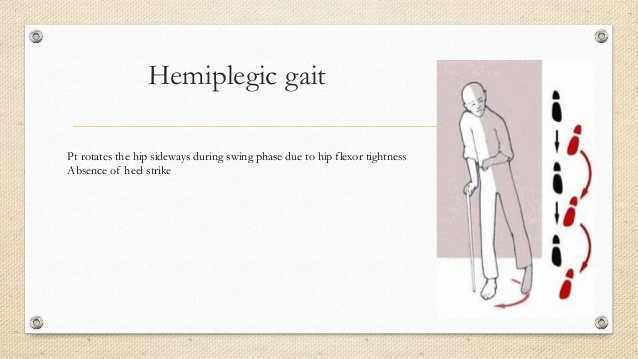 Hemiplegic gait
Pt rotates the hip sideways during swing phase due to hip flexor tightness
Absence of heel strike